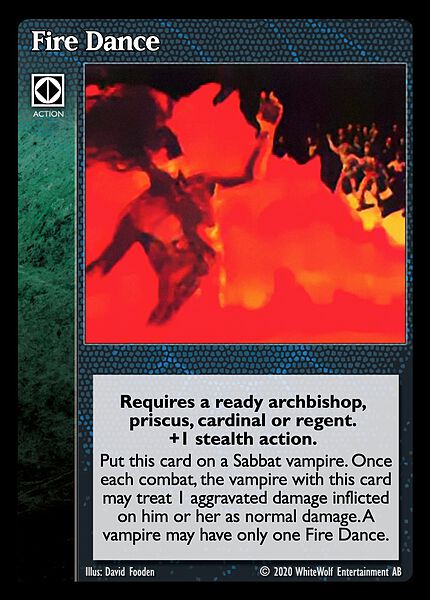 Fire Dance
ACTION
Requires a ready archbishop,
priscus, cardinal or regent.
+1 stealth action.
Put this card on a Sabbat vampire. Once
each combat, the vampire with this card
may treat 1 aggravated damage inflicted
on him or her as normal damage. A
vampire may have only one Fire Dance.
Illus: David Fooden
© 2020 WhiteWolf Entertainment AB